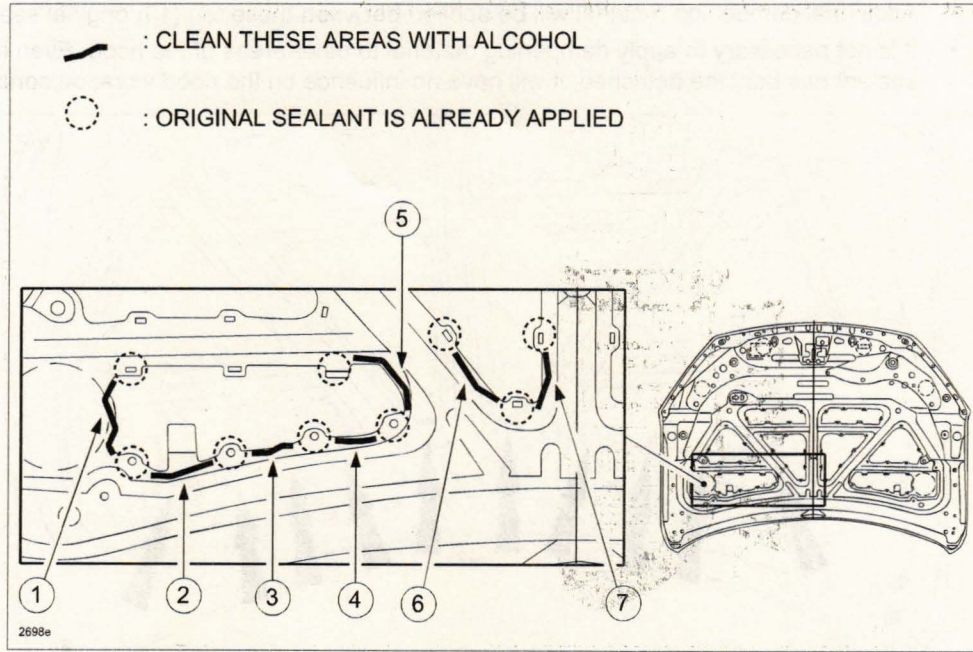 : CLEAN THESE AREAS WITH ALCOHOL
: ORIGINAL SEALANT IS ALREADY APPLIED
5
1
2
3
4
6
7
2698e